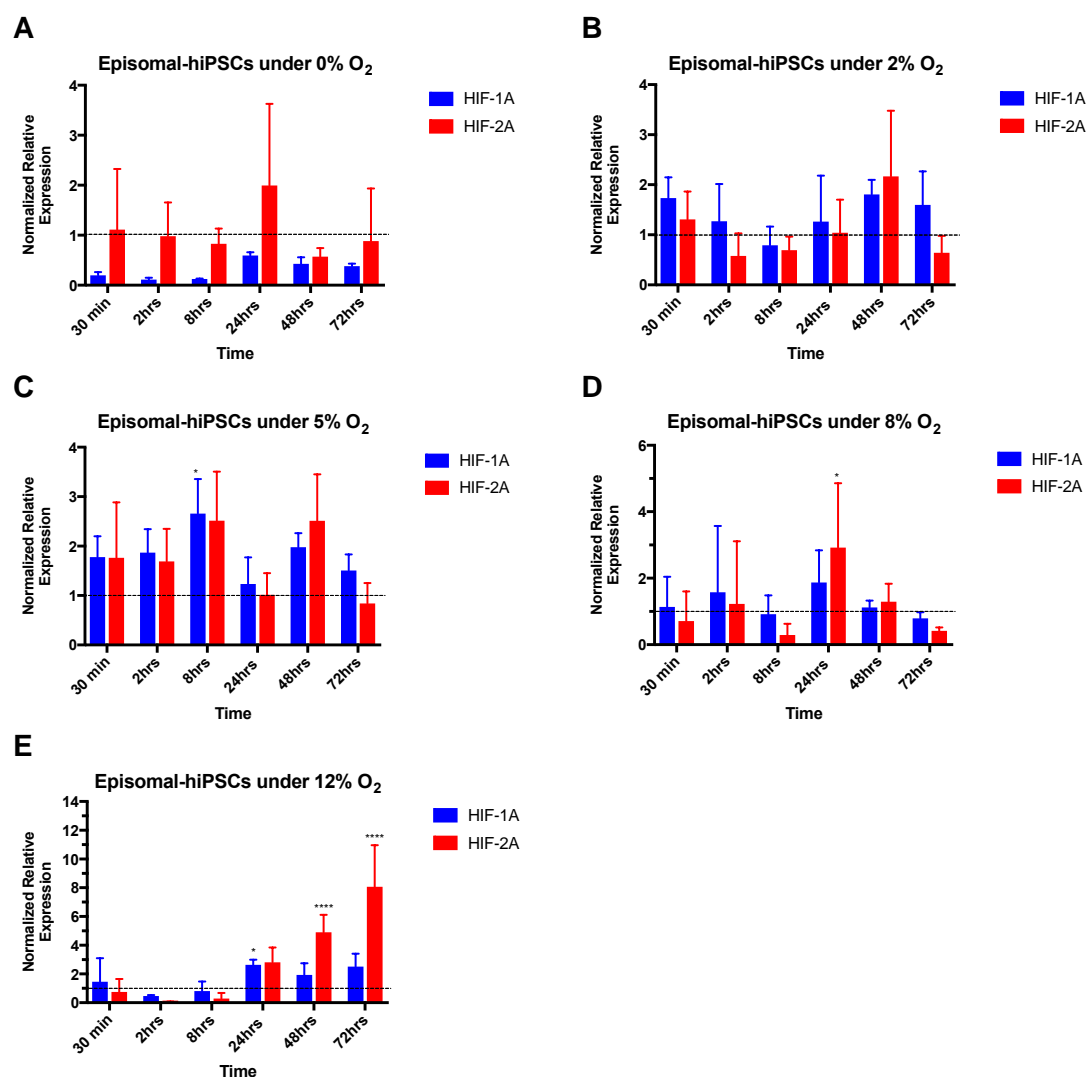 A
Episomal-hiPSCs under 0% O2
Normalized Relative
Expression
4
3
2
1
0
30 min 2hrs 8hrs 24hrs 48hrs 72hrs
Time
HIF-1A
HIF-2A
B
Episomal-hiPSCs under 2% O2
Normalized Relative
Expression
4
3
2
1
0
30 min 2hrs 8hrs 24hrs 48hrs 72hrs
Time
HIF-1A
HIF-2A
C
Episomal-hiPSCs under 5% O2
Normalized Relative
Expression
4
3
2
1
0
*
30 min 2hrs 8hrs 24hrs 48hrs 72hrs
Time
HIF-1A
HIF-2A
D
Episomal-hiPSCs under 8% O2
Normalized Relative
Expression
6
4
2
0
*
30 min 2hrs 8hrs 24hrs 48hrs 72hrs
Time
HIF-1A
HIF-2A
E
Episomal-hiPSCs under 12% O2
Normalized Relative
Expression
14
12
10
8
6
4
2
0
*
****
****
30 min 2hrs 8hrs 24hrs 48hrs 72hrs
Time
HIF-1A
HIF-2A